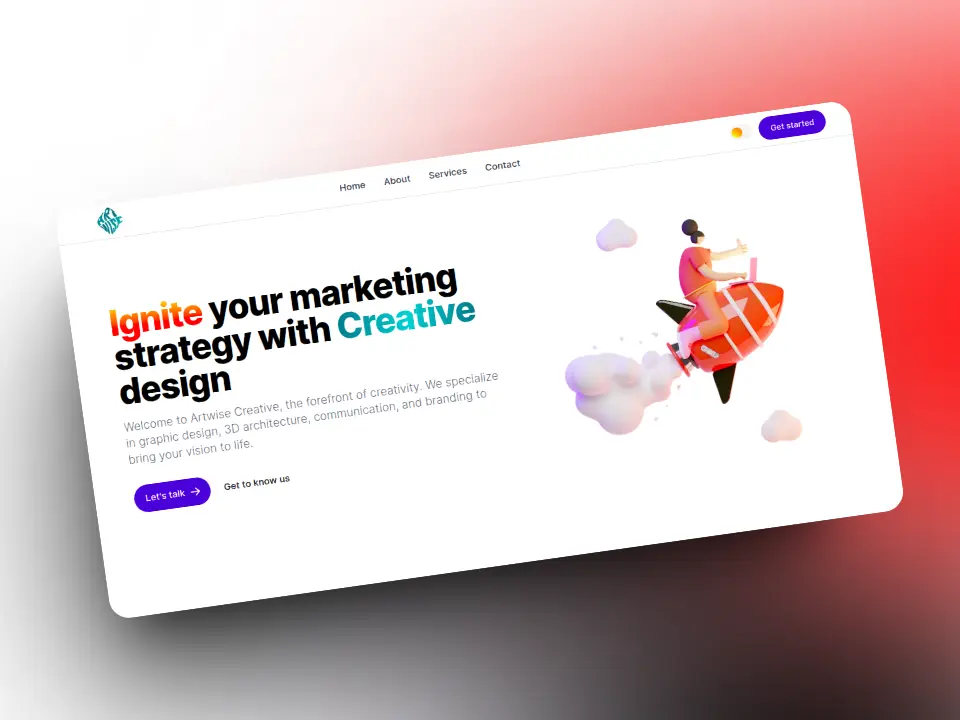 Home About Services Contact
Get started
Ignite your marketing
strategy with Creative
design
Welcome to Artwise Creative, the forefront of creativity. We specialize
in graphic design, 3D architecture, communication, and branding to
bring your vision to life.
Let's talk →
Get to know us